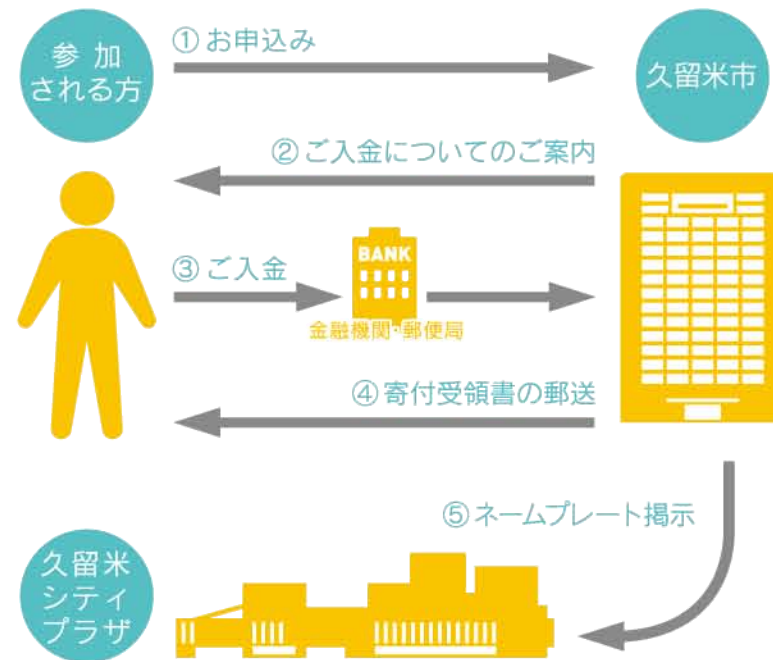 参加
される方
① お申込み
久留米市
② ご入金についてのご案内
③ ご入金
BANK
金融機関・郵便局
④ 寄付受領書の郵送
⑤ ネームプレート掲示
久留米
シティ
プラザ